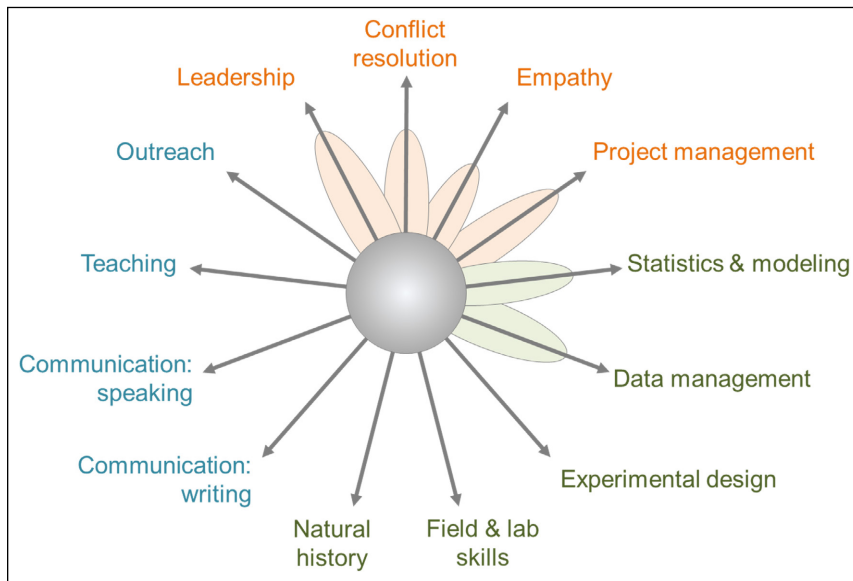 Conflict
resolution
Leadership
Empathy
Outreach
Project management
Teaching
Statistics & modeling
Communication:
speaking
Data management
Communication:
writing
Experimental design
Natural
history
Field & lab
skills